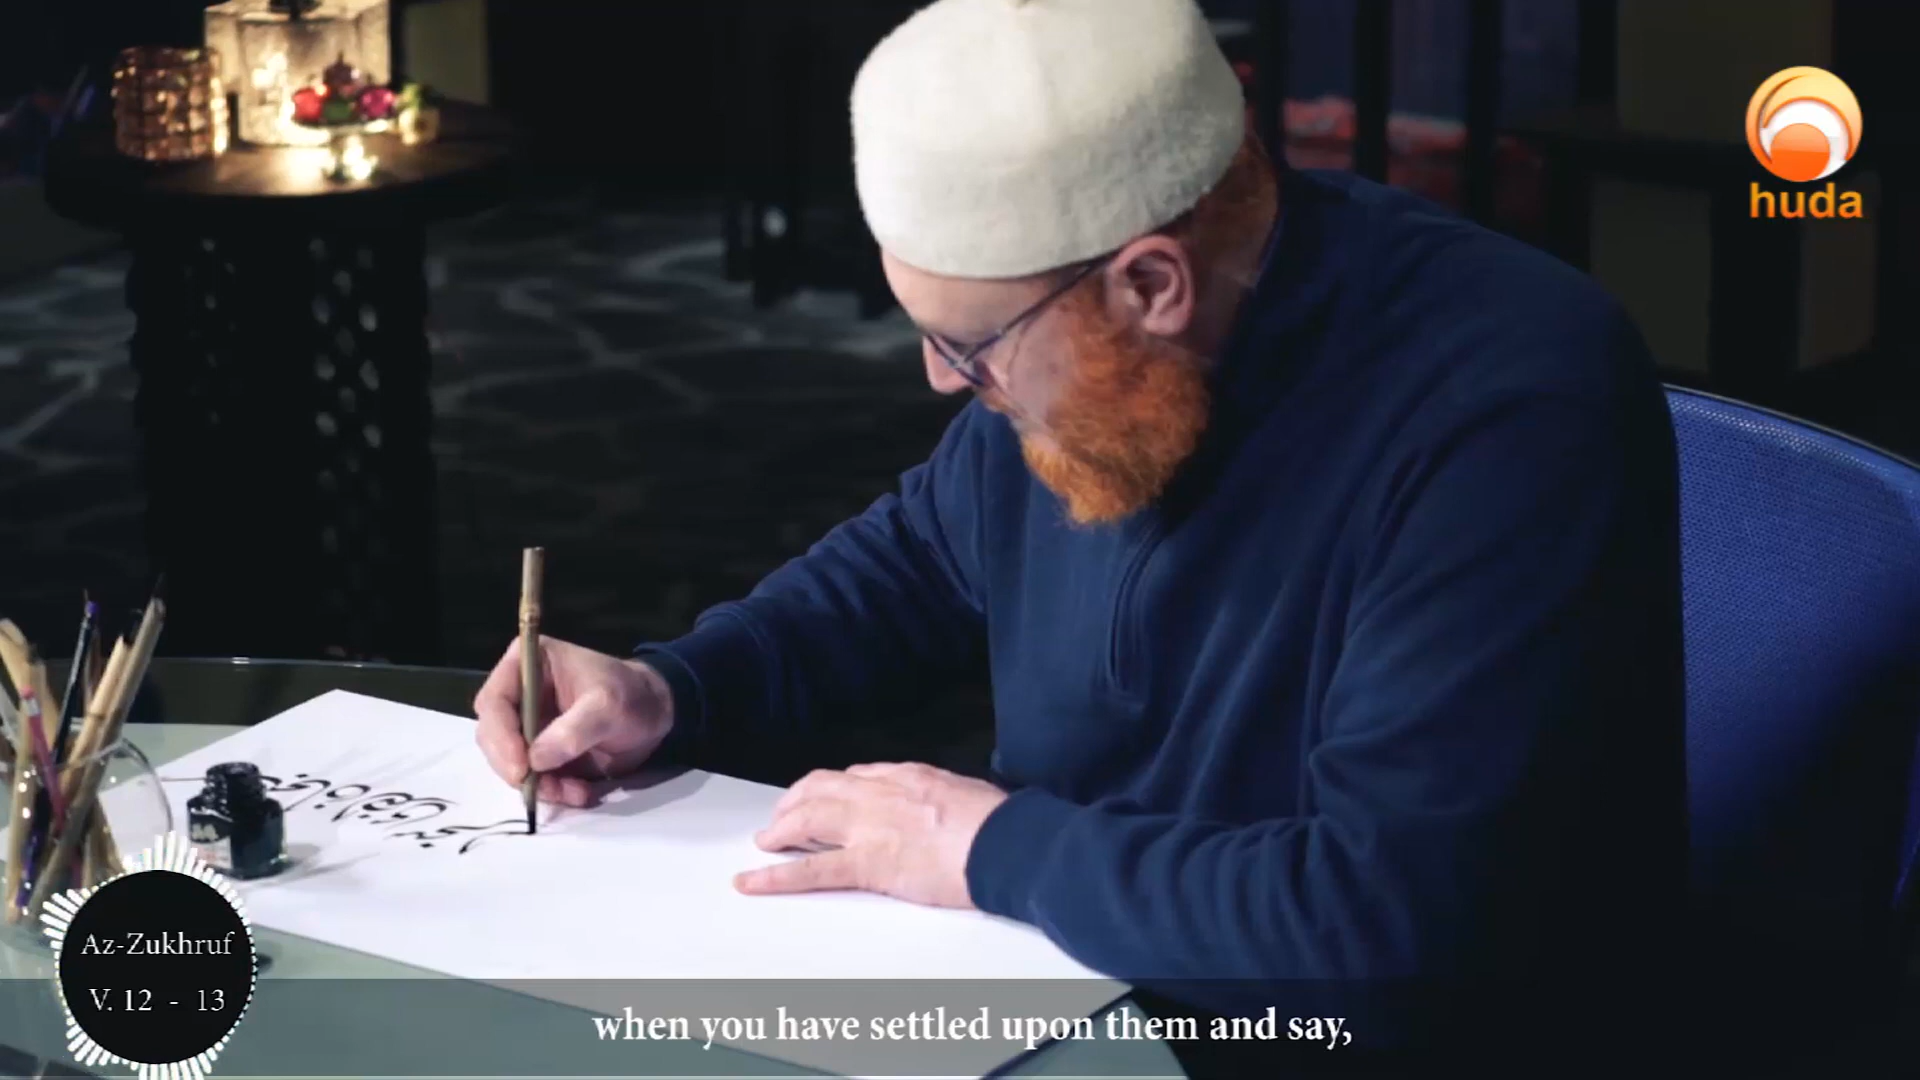 huda
Az-Zukhruf
V. 12 - 13
when you have settled upon them and say,